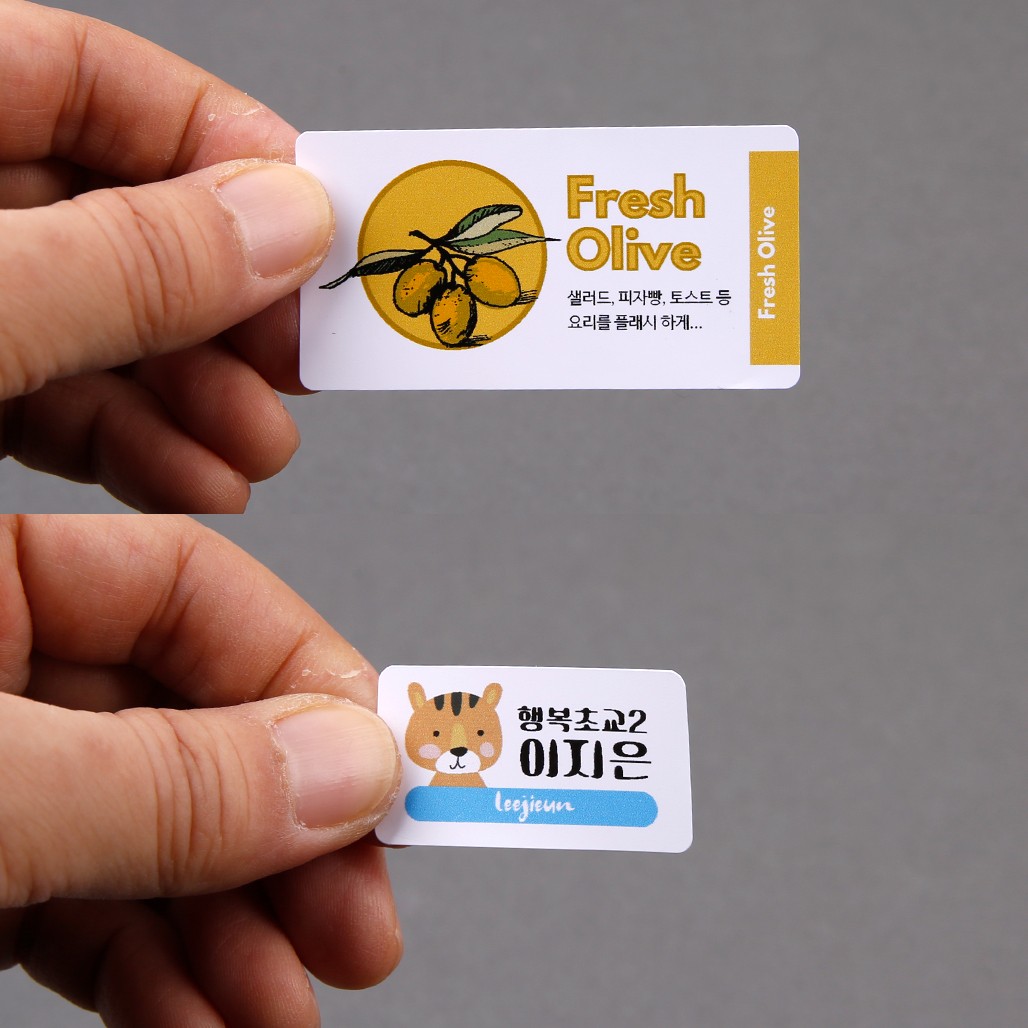 Fresh
Olive
샐러드, 피자빵, 토스트 등
요리를 플래시 하게...
Fresh Olive
행복초교2
이지은
leejieun